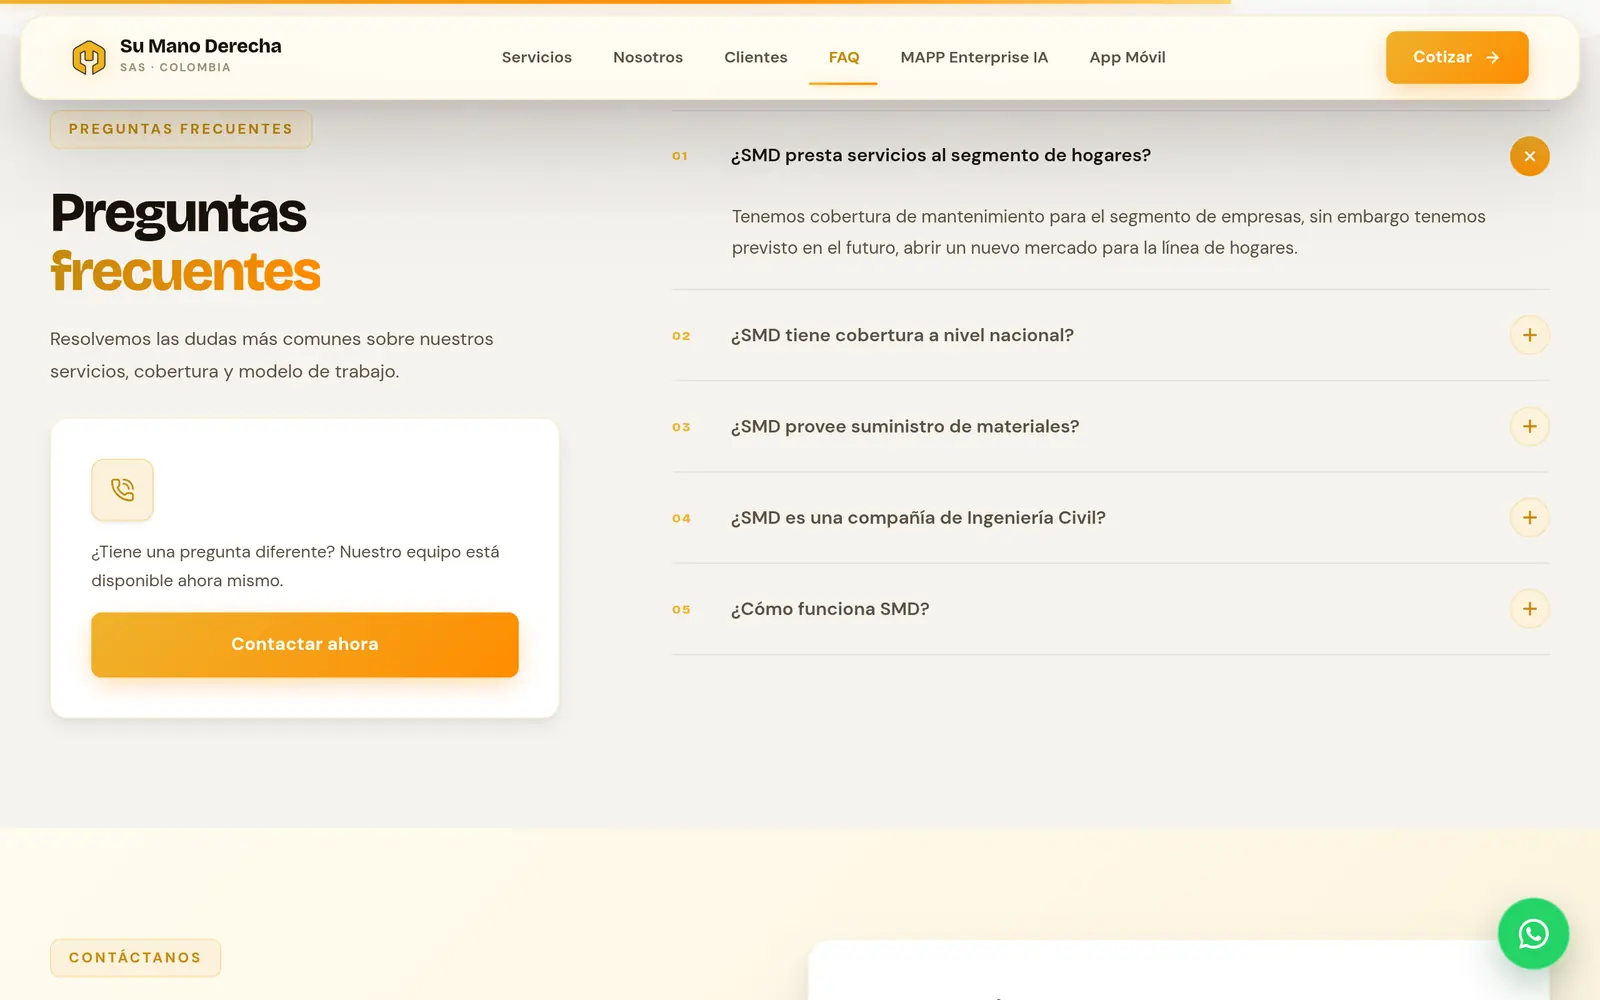 Su Mano Derecha
SAS · COLOMBIA
Servicios
Nosotros
Clientes
FAQ
MAPP Enterprise IA
App Móvil
Cotizar
PREGUNTAS FRECUENTES
Preguntas
frecuentes
Resolvemos las dudas más comunes sobre nuestros
servicios, cobertura y modelo de trabajo.
¿Tiene una pregunta diferente? Nuestro equipo está
disponible ahora mismo.
Contactar ahora
01 ¿SMD presta servicios al segmento de hogares?
Tenemos cobertura de mantenimiento para el segmento de empresas, sin embargo tenemos
previsto en el futuro, abrir un nuevo mercado para la línea de hogares.
02 ¿SMD tiene cobertura a nivel nacional?
03 ¿SMD provee suministro de materiales?
04 ¿SMD es una compañía de Ingeniería Civil?
05 ¿Cómo funciona SMD?
CONTÁCTANOS